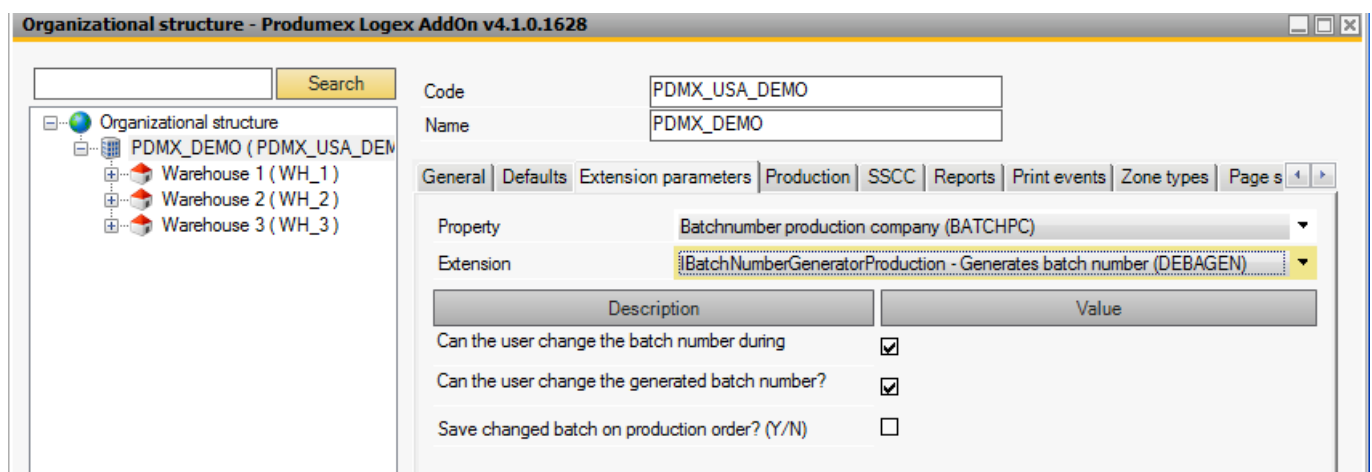 Organizational structure - Produmex Logex AddOn v4.1.0.1628
Search
Organizational structure
PDMX_DEMO ( PDMX_USA_DEM
Warehouse 1 ( WH_1 )
Warehouse 2 ( WH_2 )
Warehouse 3 ( WH_3 )
Code PDMX_USA_DEMO
Name PDMX_DEMO
General Defaults Extension parameters Production SSCC Reports Print events Zone types Page s
Property Batchnumber production company (BATCHPC)
Extension IBatchNumberGeneratorProduction - Generates batch number (DEBAGEN)
Description Value
Can the user change the batch number during
Can the user change the generated batch number?
Save changed batch on production order? (Y/N)